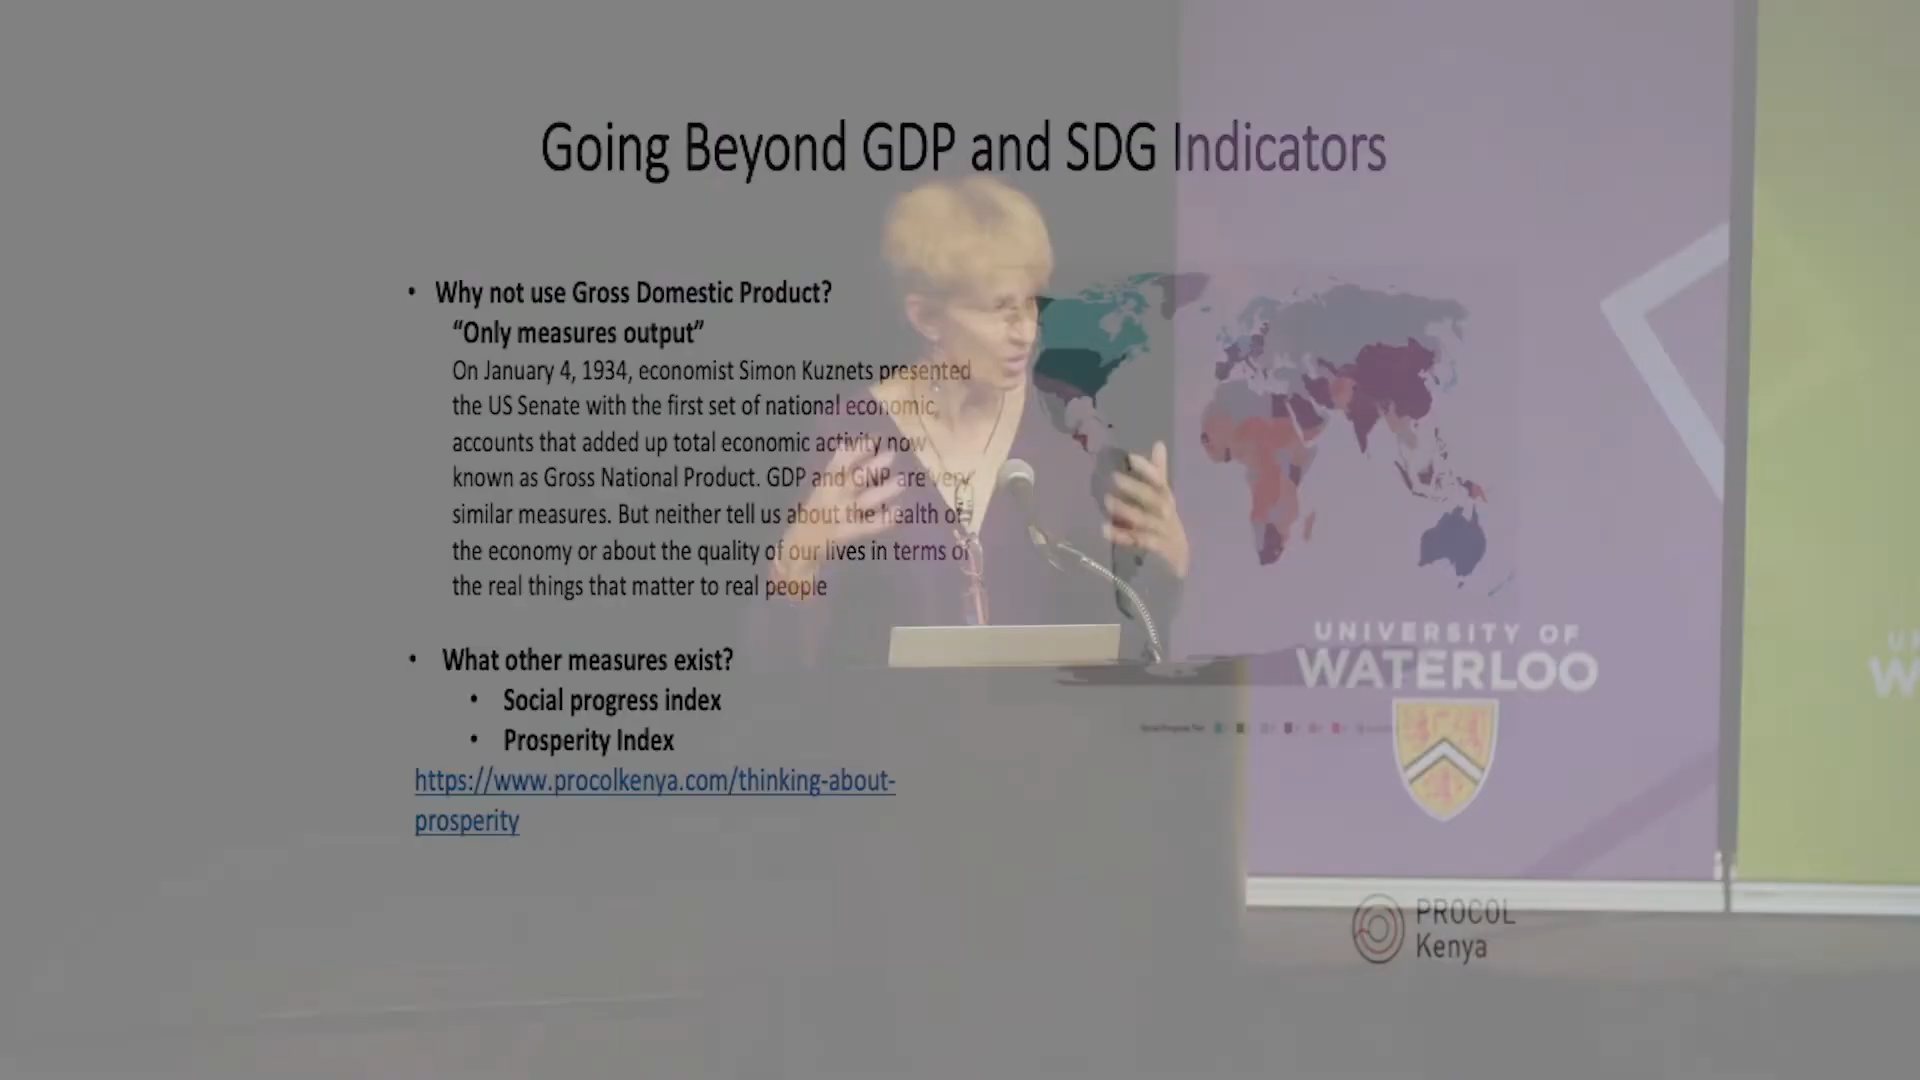 Going Beyond GDP and SDG Indicators
• Why not use Gross Domestic Product?
“Only measures output”
On January 4, 1934, economist Simon Kuznets presented
the US Senate with the first set of national economic
accounts that added up total economic activity now
known as Gross National Product. GDP and GNP are very
similar measures. But neither tell us about the health of
the economy or about the quality of our lives in terms of
the real things that matter to real people
• What other measures exist?
• Social progress index
• Prosperity Index
https://www.procolkenya.com/thinking-about-
prosperity
UNIVERSITY OF
WATERLOO
PROCOL
Kenya